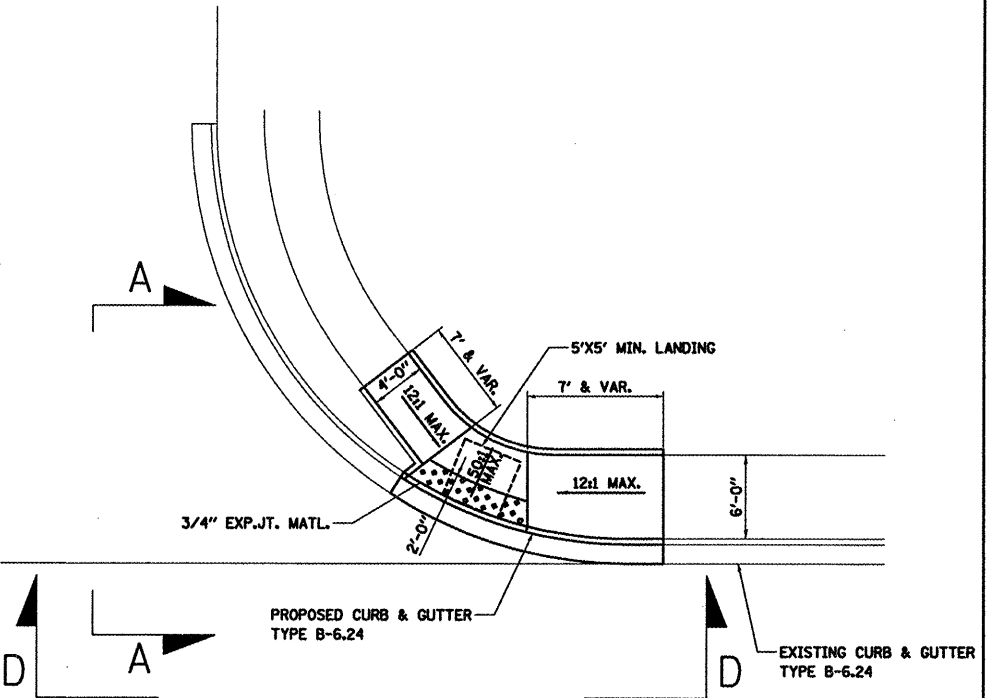 A
7' & VAR.
5'X5' MIN. LANDING
4'-0"
7' & VAR.
12:1 MAX.
50:1
MAX.
12:1 MAX.
6'-0"
3/4" EXP.JT. MATL.
2'-0"
PROPOSED CURB & GUTTER
TYPE B-6.24
D
A
D
EXISTING CURB & GUTTER
TYPE B-6.24